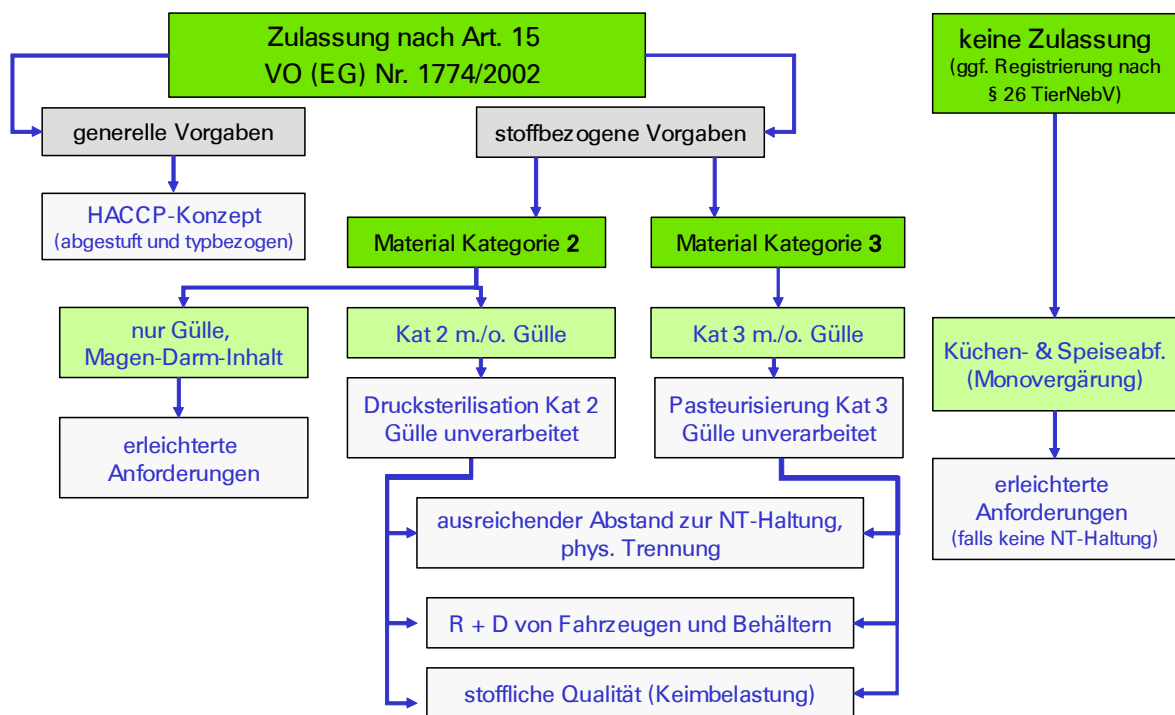 Zulassung nach Art. 15
VO (EG) Nr. 1774/2002
keine Zulassung
(ggf. Registrierung nach
§ 26 TierNebV)
generelle Vorgaben
stoffbezogene Vorgaben
HACCP-Konzept
(abgestuft und typbezogen)
Material Kategorie 2
Material Kategorie 3
nur Gülle,
Magen-Darm-Inhalt
Kat 2 m./o. Gülle
Kat 3 m./o. Gülle
Küchen- & Speiseabf.
(Monovergärung)
Drucksterilisation Kat 2
Gülle unverarbeitet
Pasteurisierung Kat 3
Gülle unverarbeitet
erleichterte
Anforderungen
erleichterte
Anforderungen
(falls keine NT-Haltung)
ausreichender Abstand zur NT-Haltung,
phys. Trennung
R + D von Fahrzeugen und Behältern
stoffliche Qualität (Keimbelastung)